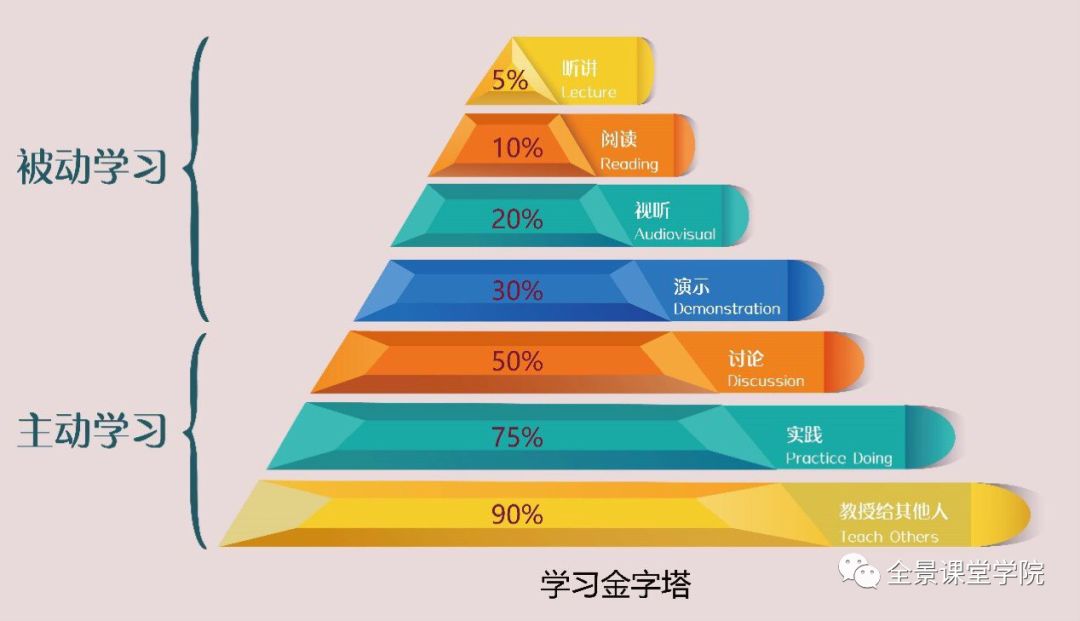 5%
听讲
Lecture
10%
阅读
Reading
被动学习
20%
视听
Audiovisual
30%
演示
Demonstration
50%
讨论
Discussion
主动学习
75%
实践
Practice Doing
90%
教授给其他人
Teach Others
学习金字塔
全景课堂学院